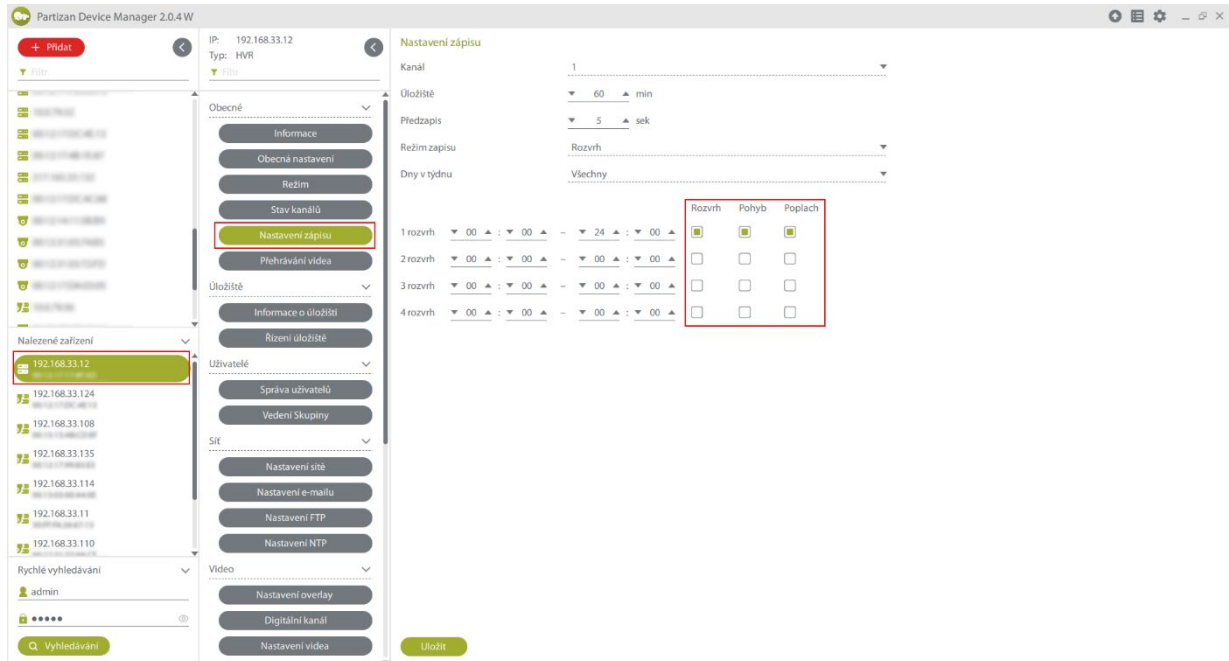 Partizan Device Manager 2.0.4 W
+ Přidat
Filtr
Nalezené zařízení
192.168.33.12
192.168.33.124
192.168.33.108
192.168.33.135
192.168.33.114
192.168.33.11
192.168.33.110
Rychlé vyhledávání
admin
•••••
Vyhledávání
IP: 192.168.33.12
Typ: HVR
Filtr
Obecné
Informace
Obecná nastavení
Režim
Stav kanálů
Nastavení zápisu
Přehrávání videa
Úložiště
Informace o úložišti
Řízení úložiště
Uživatelé
Správa uživatelů
Vedení Skupiny
Síť
Nastavení sítě
Nastavení e-mailu
Nastavení FTP
Nastavení NTP
Video
Nastavení overlay
Digitální kanál
Nastavení videa
Nastavení zápisu
Kanál 1
Úložiště 60 min
Předzapis 5 sek
Režim zapisu Rozvrh
Dny v týdnu Všechny
Rozvrh Pohyb Poplach
1 rozvrh 00 : 00 – 24 : 00
2 rozvrh 00 : 00 – 00 : 00
3 rozvrh 00 : 00 – 00 : 00
4 rozvrh 00 : 00 – 00 : 00
Uložit